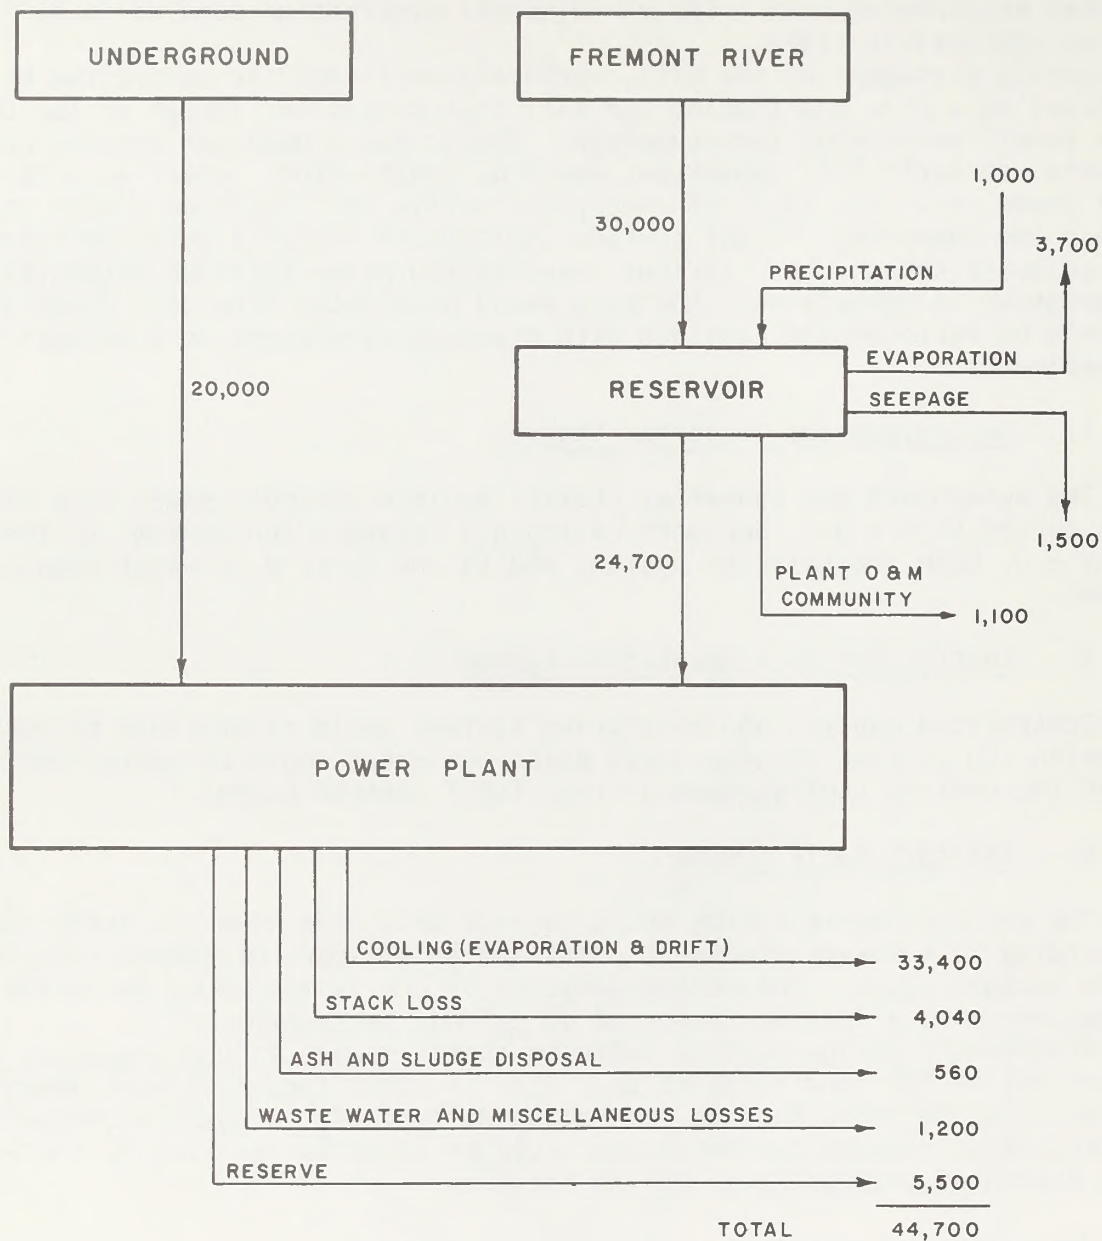 UNDERGROUND
FREMONT RIVER
1,000
30,000
3,700
PRECIPITATION
EVAPORATION
RESERVOIR
20,000
SEEPAGE
1,500
24,700
PLANT O & M
COMMUNITY
1,100
POWER PLANT
COOLING (EVAPORATION & DRIFT)
33,400
STACK LOSS
4,040
ASH AND SLUDGE DISPOSAL
560
WASTE WATER AND MISCELLANEOUS LOSSES
1,200
RESERVE
5,500
TOTAL 44,700